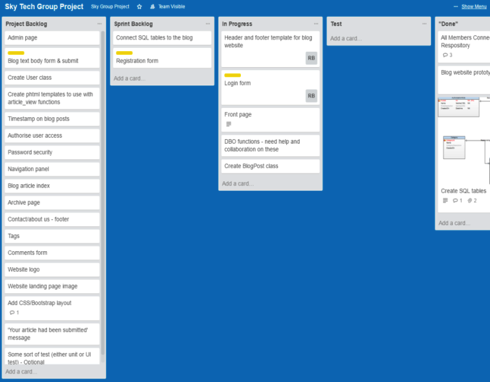 Sky Tech Group Project
Sky Group Project
Team Visible
... Show Menu
Project Backlog
Admin page
Blog text body form & submit
Create User class
Create phtml templates to use with
article_view functions
Timestamp on blog posts
Authorise user access
Password security
Navigation panel
Blog article index
Archive page
Contact/about us - footer
Tags
Comments form
Website logo
Website landing page image
Add CSS/Bootstrap layout
1
'Your article had been submitted'
message
Some sort of test (either unit or UI
test) - Optional
Add a card...
Sprint Backlog
Connect SQL tables to the blog
Registration form
Add a card...
In Progress
Header and footer template for blog
website
RB
Login form
RB
Front page
DBO functions - need help and
collaboration on these
Create BlogPost class
Add a card...
Test
Add a card...
"Done"
All Members Conne
Respository
3
Blog website prototy
Create SQL tables
1 2
Add a card...